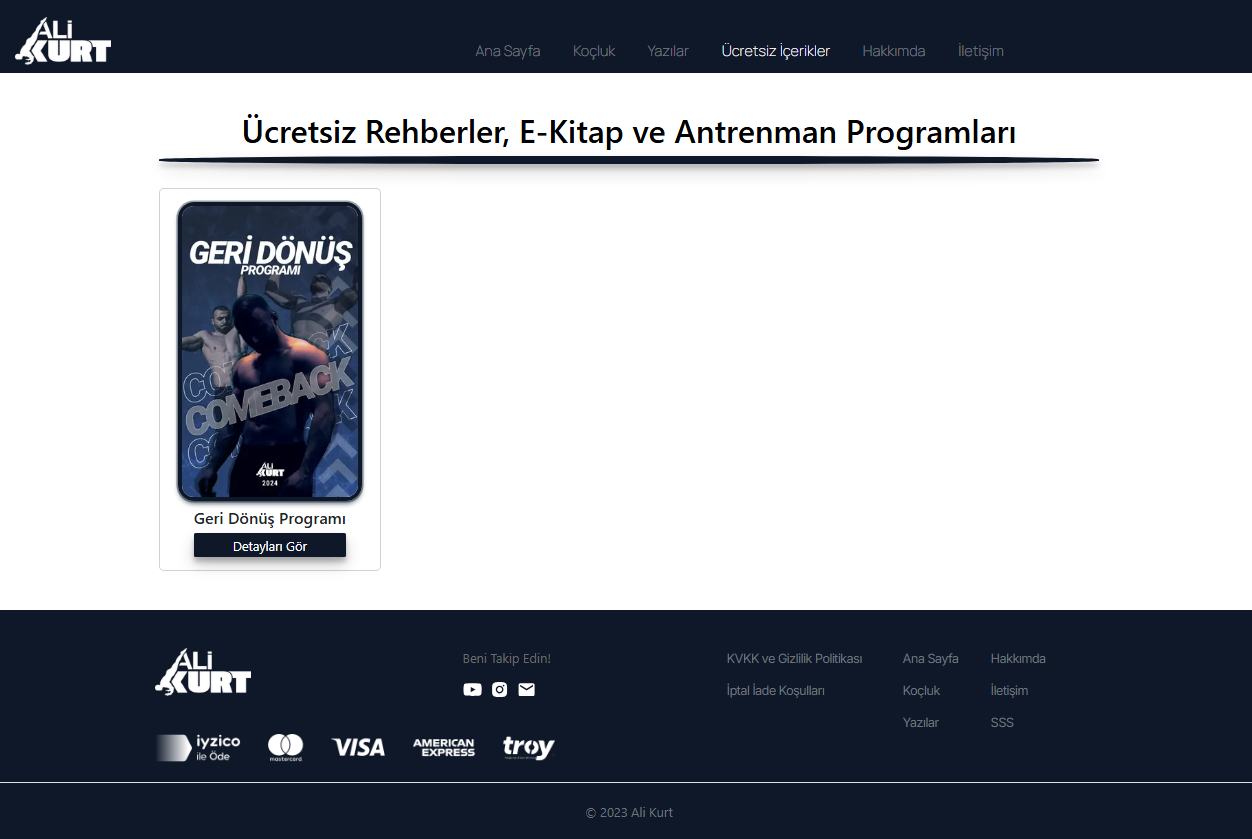 ALİ
KURT
Ana Sayfa
Koçluk
Yazılar
Ücretsiz İçerikler
Hakkımda
İletişim
Ücretsiz Rehberler, E-Kitap ve Antrenman Programları
GERİ DÖNÜŞ
PROGRAMI
COMEBACK
ALİ
KURT
2024
Geri Dönüş Programı
Detayları Gör
ALİ
KURT
Beni Takip Edin!
KVKK ve Gizlilik Politikası
İptal İade Koşulları
Ana Sayfa
Koçluk
Yazılar
Hakkımda
İletişim
SSS
iyzico
ile Öde
mastercard
VISA
AMERICAN
EXPRESS
troy
© 2023 Ali Kurt